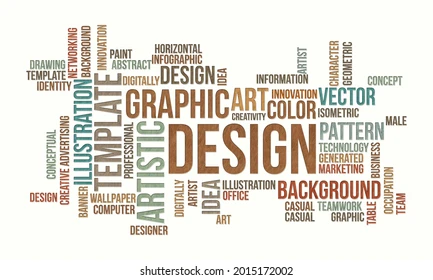 DRAWING
TEMPLATE
IDENTITY
NETWORKING
BACKGROUND
INNOVATION
PAINT
ABSTRACT
DIGITALLY
HORIZONTAL
INFOGRAPHIC
DESIGN
IDEA
INFORMATION
ARTIST
INNOVATION
CHARACTER
GEOMETRIC
CONCEPT
ILLUSTRATION
TEMPLATE
GRAPHIC
ART
CREATIVITY
COLOR
VECTOR
ISOMETRIC
CONCEPTUAL
CREATIVE ADVERTISING
PROFESSIONAL
ARTISTIC
DESIGN
PATTERN
MALE
TECHNOLOGY
GENERATED
MARKETING
BUSINESS
DESIGN
BANNER
WALLPAPER
COMPUTER
DESIGNER
DIGITALLY
ARTIST
IDEA
ILLUSTRATION
OFFICE
ART
BACKGROUND
CASUAL
TEAMWORK
CASUAL
GRAPHIC
TABLE
OCCUPATION
TEAM
shutterstock.com · 2015172002